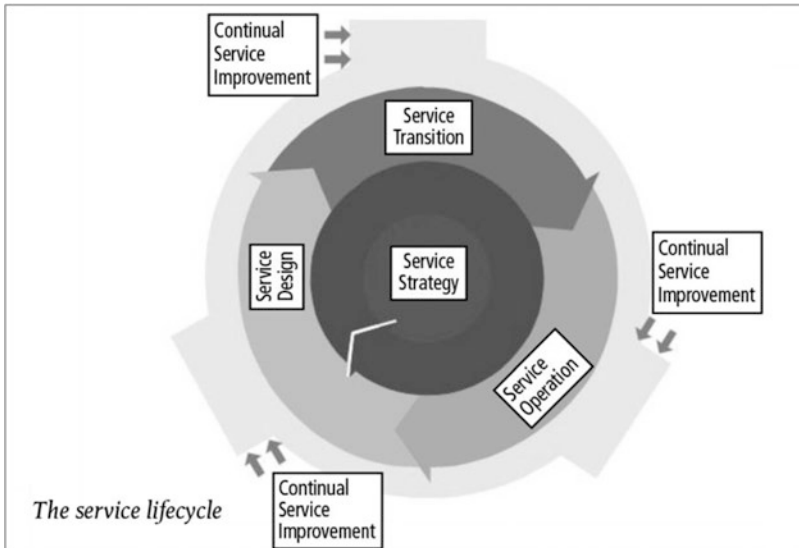 Continual
Service
Improvement
Service
Transition
Service
Design
Service
Strategy
Continual
Service
Improvement
Service
Operation
Continual
Service
Improvement
The service lifecycle